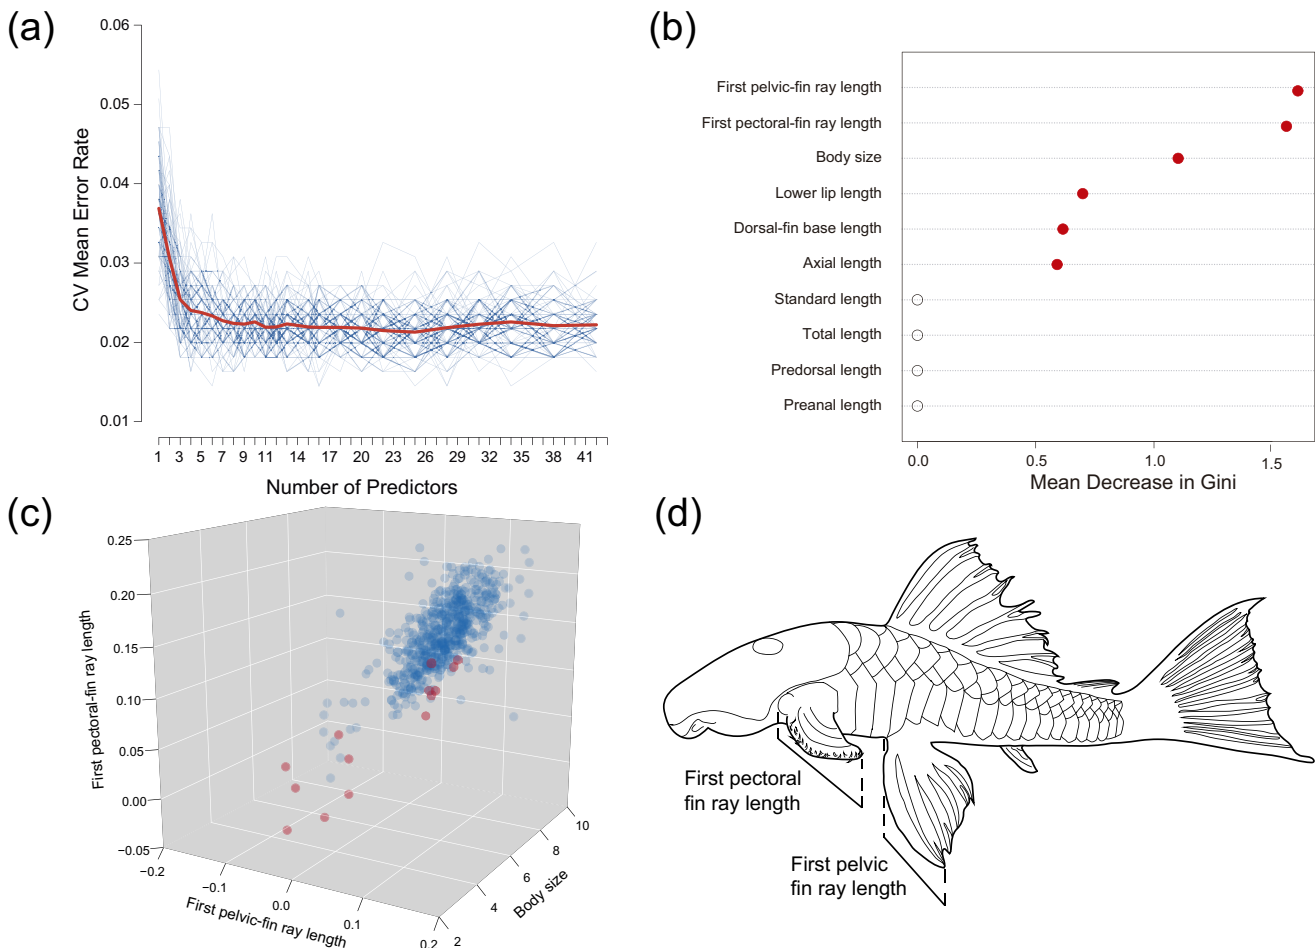 (a)
0.06
0.05
0.04
0.03
0.02
0.01
CV Mean Error Rate
1 3 5 7 9 11 14 17 20 23 26 29 32 35 38 41
Number of Predictors
(b)
First pelvic-fin ray length
First pectoral-fin ray length
Body size
Lower lip length
Dorsal-fin base length
Axial length
Standard length
Total length
Predorsal length
Preanal length
0.0 0.5 1.0 1.5
Mean Decrease in Gini
(c)
0.25
0.20
0.15
0.10
0.05
0.00
−0.05
First pectoral-fin ray length
−0.2
−0.1
0.0
0.1
0.2
First pelvic-fin ray length
2
4
6
8
10
Body size
(d)
First pectoral
fin ray length
First pelvic
fin ray length